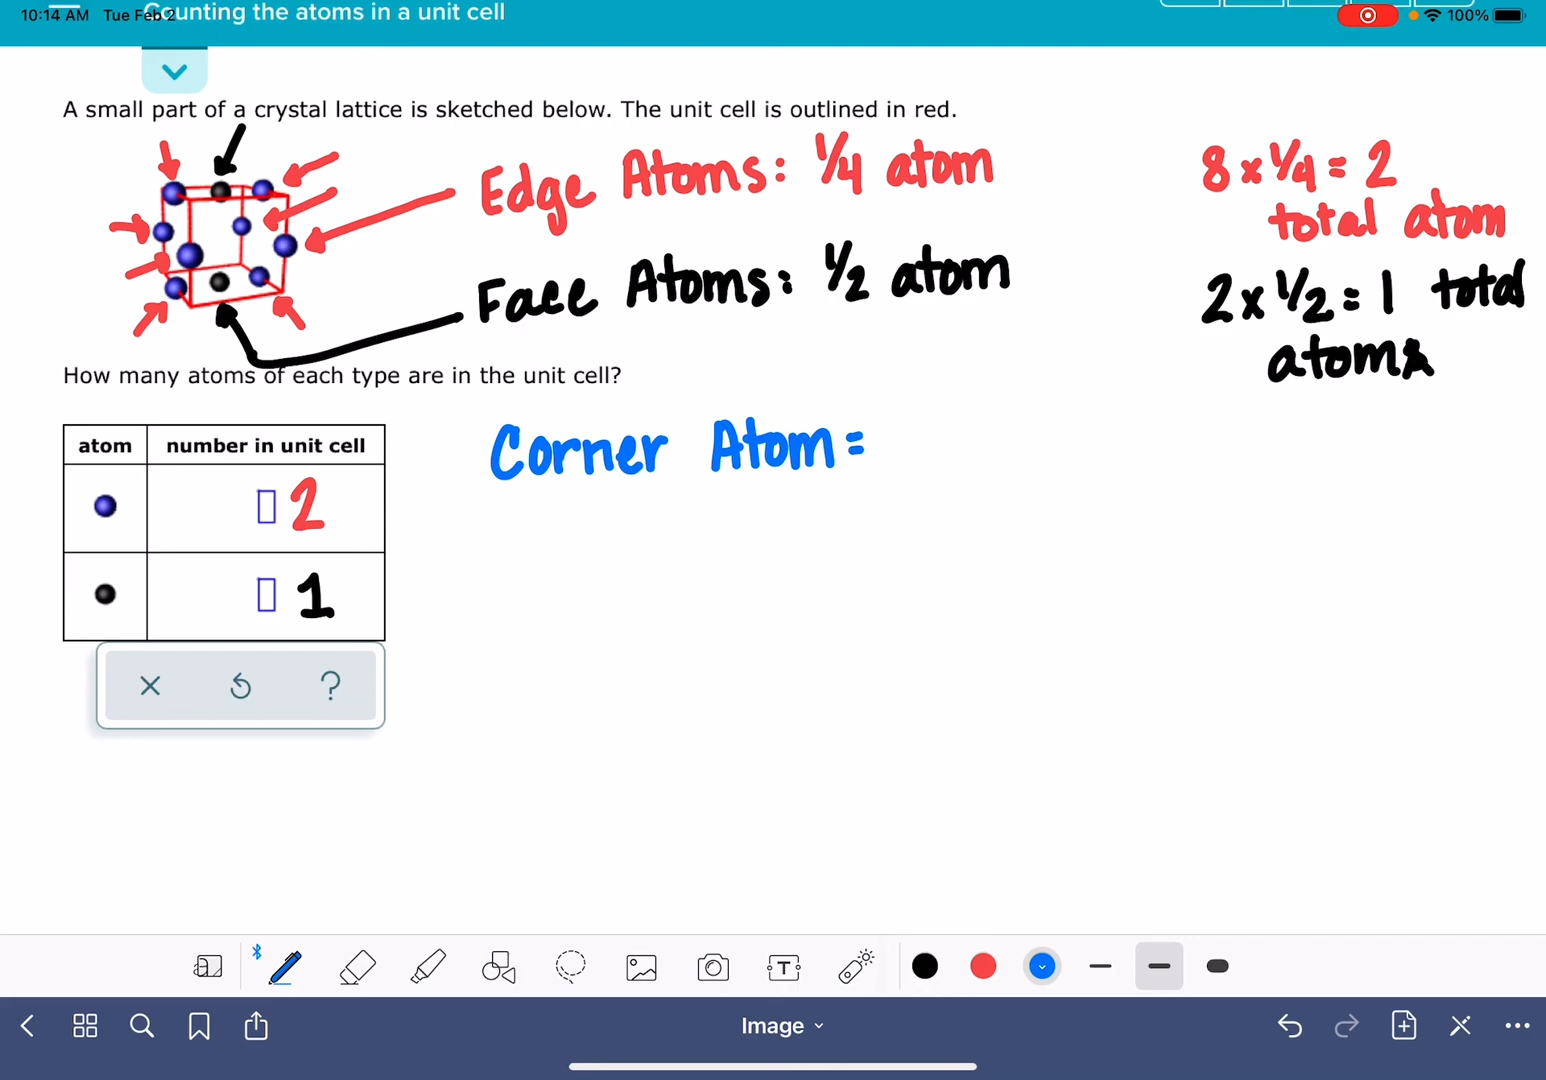 10:14 AM Tue Feb 2
Counting the atoms in a unit cell
100%
A small part of a crystal lattice is sketched below. The unit cell is outlined in red.
Edge Atoms: 1/4 atom
8 x 1/4 = 2
total atom
Face Atoms: 1/2 atom
2 x 1/2 = 1 total
atoms
How many atoms of each type are in the unit cell?
Corner Atom =
atom number in unit cell
2
1
?
T
Image